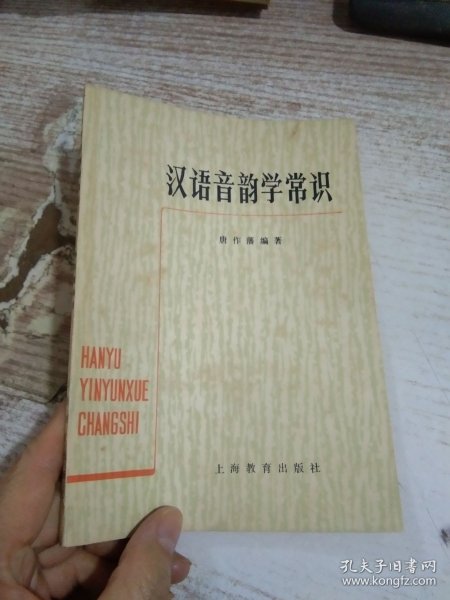 汉语音韵学常识
唐作藩编著
HANYU
YINYUNXUE
CHANGSHI
上海教育出版社
孔夫子旧书网
www.kongfz.com